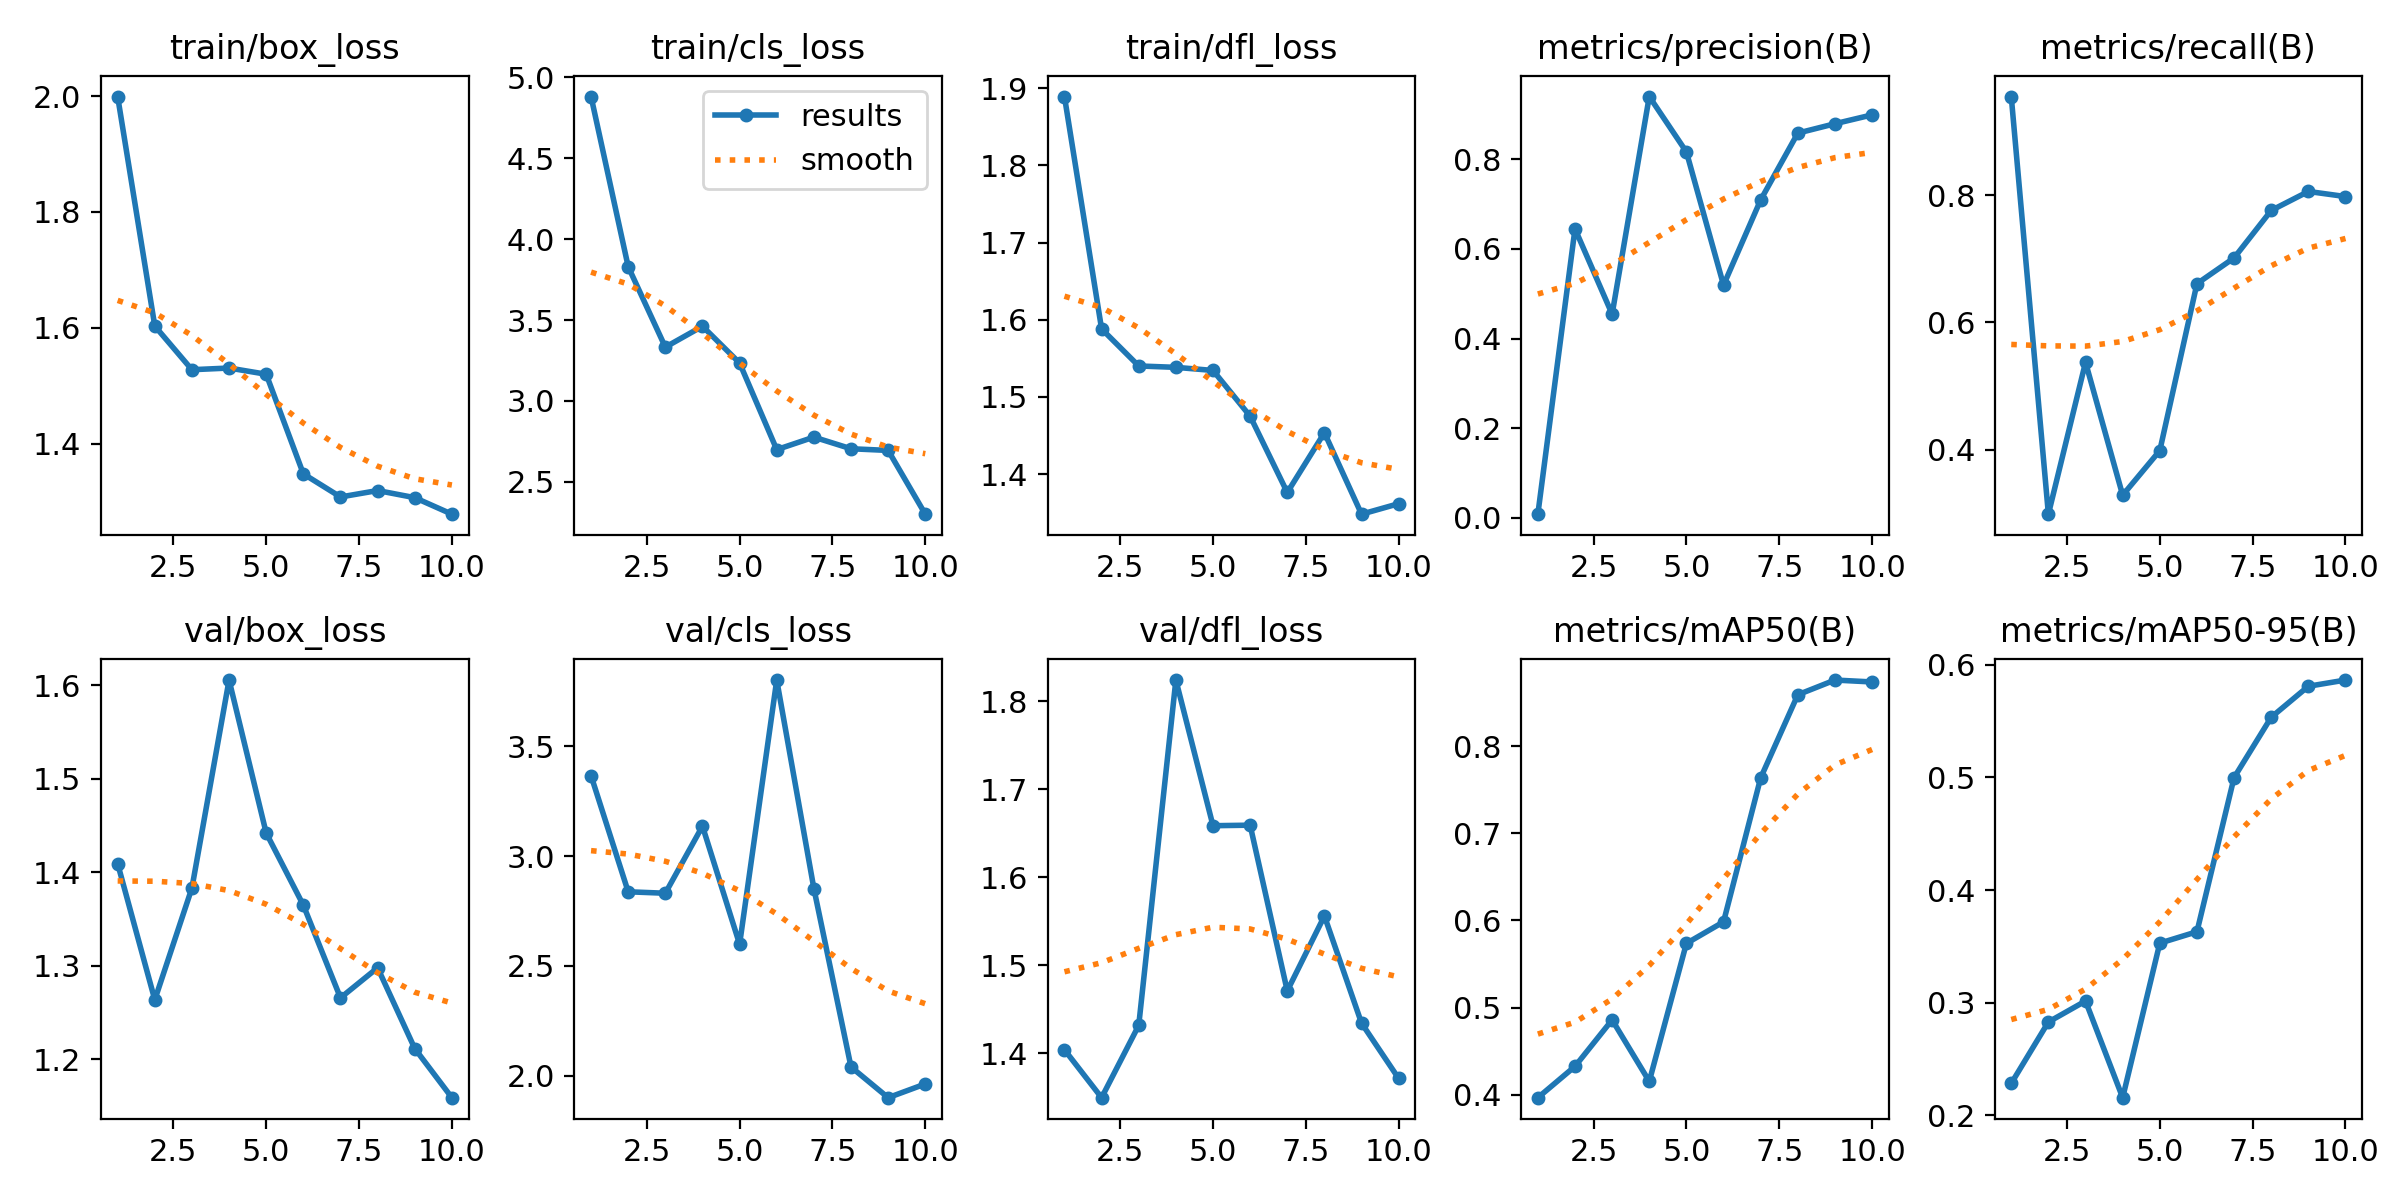 train/box_loss
train/cls_loss
train/dfl_loss
metrics/precision(B)
metrics/recall(B)
2.0
1.8
1.6
1.4
2.5 5.0 7.5 10.0
5.0
4.5
4.0
3.5
3.0
2.5
results
smooth
2.5 5.0 7.5 10.0
1.9
1.8
1.7
1.6
1.5
1.4
2.5 5.0 7.5 10.0
0.8
0.6
0.4
0.2
0.0
2.5 5.0 7.5 10.0
0.8
0.6
0.4
2.5 5.0 7.5 10.0
val/box_loss
val/cls_loss
val/dfl_loss
metrics/mAP50(B)
metrics/mAP50-95(B)
1.6
1.5
1.4
1.3
1.2
2.5 5.0 7.5 10.0
3.5
3.0
2.5
2.0
2.5 5.0 7.5 10.0
1.8
1.7
1.6
1.5
1.4
2.5 5.0 7.5 10.0
0.8
0.7
0.6
0.5
0.4
2.5 5.0 7.5 10.0
0.6
0.5
0.4
0.3
0.2
2.5 5.0 7.5 10.0